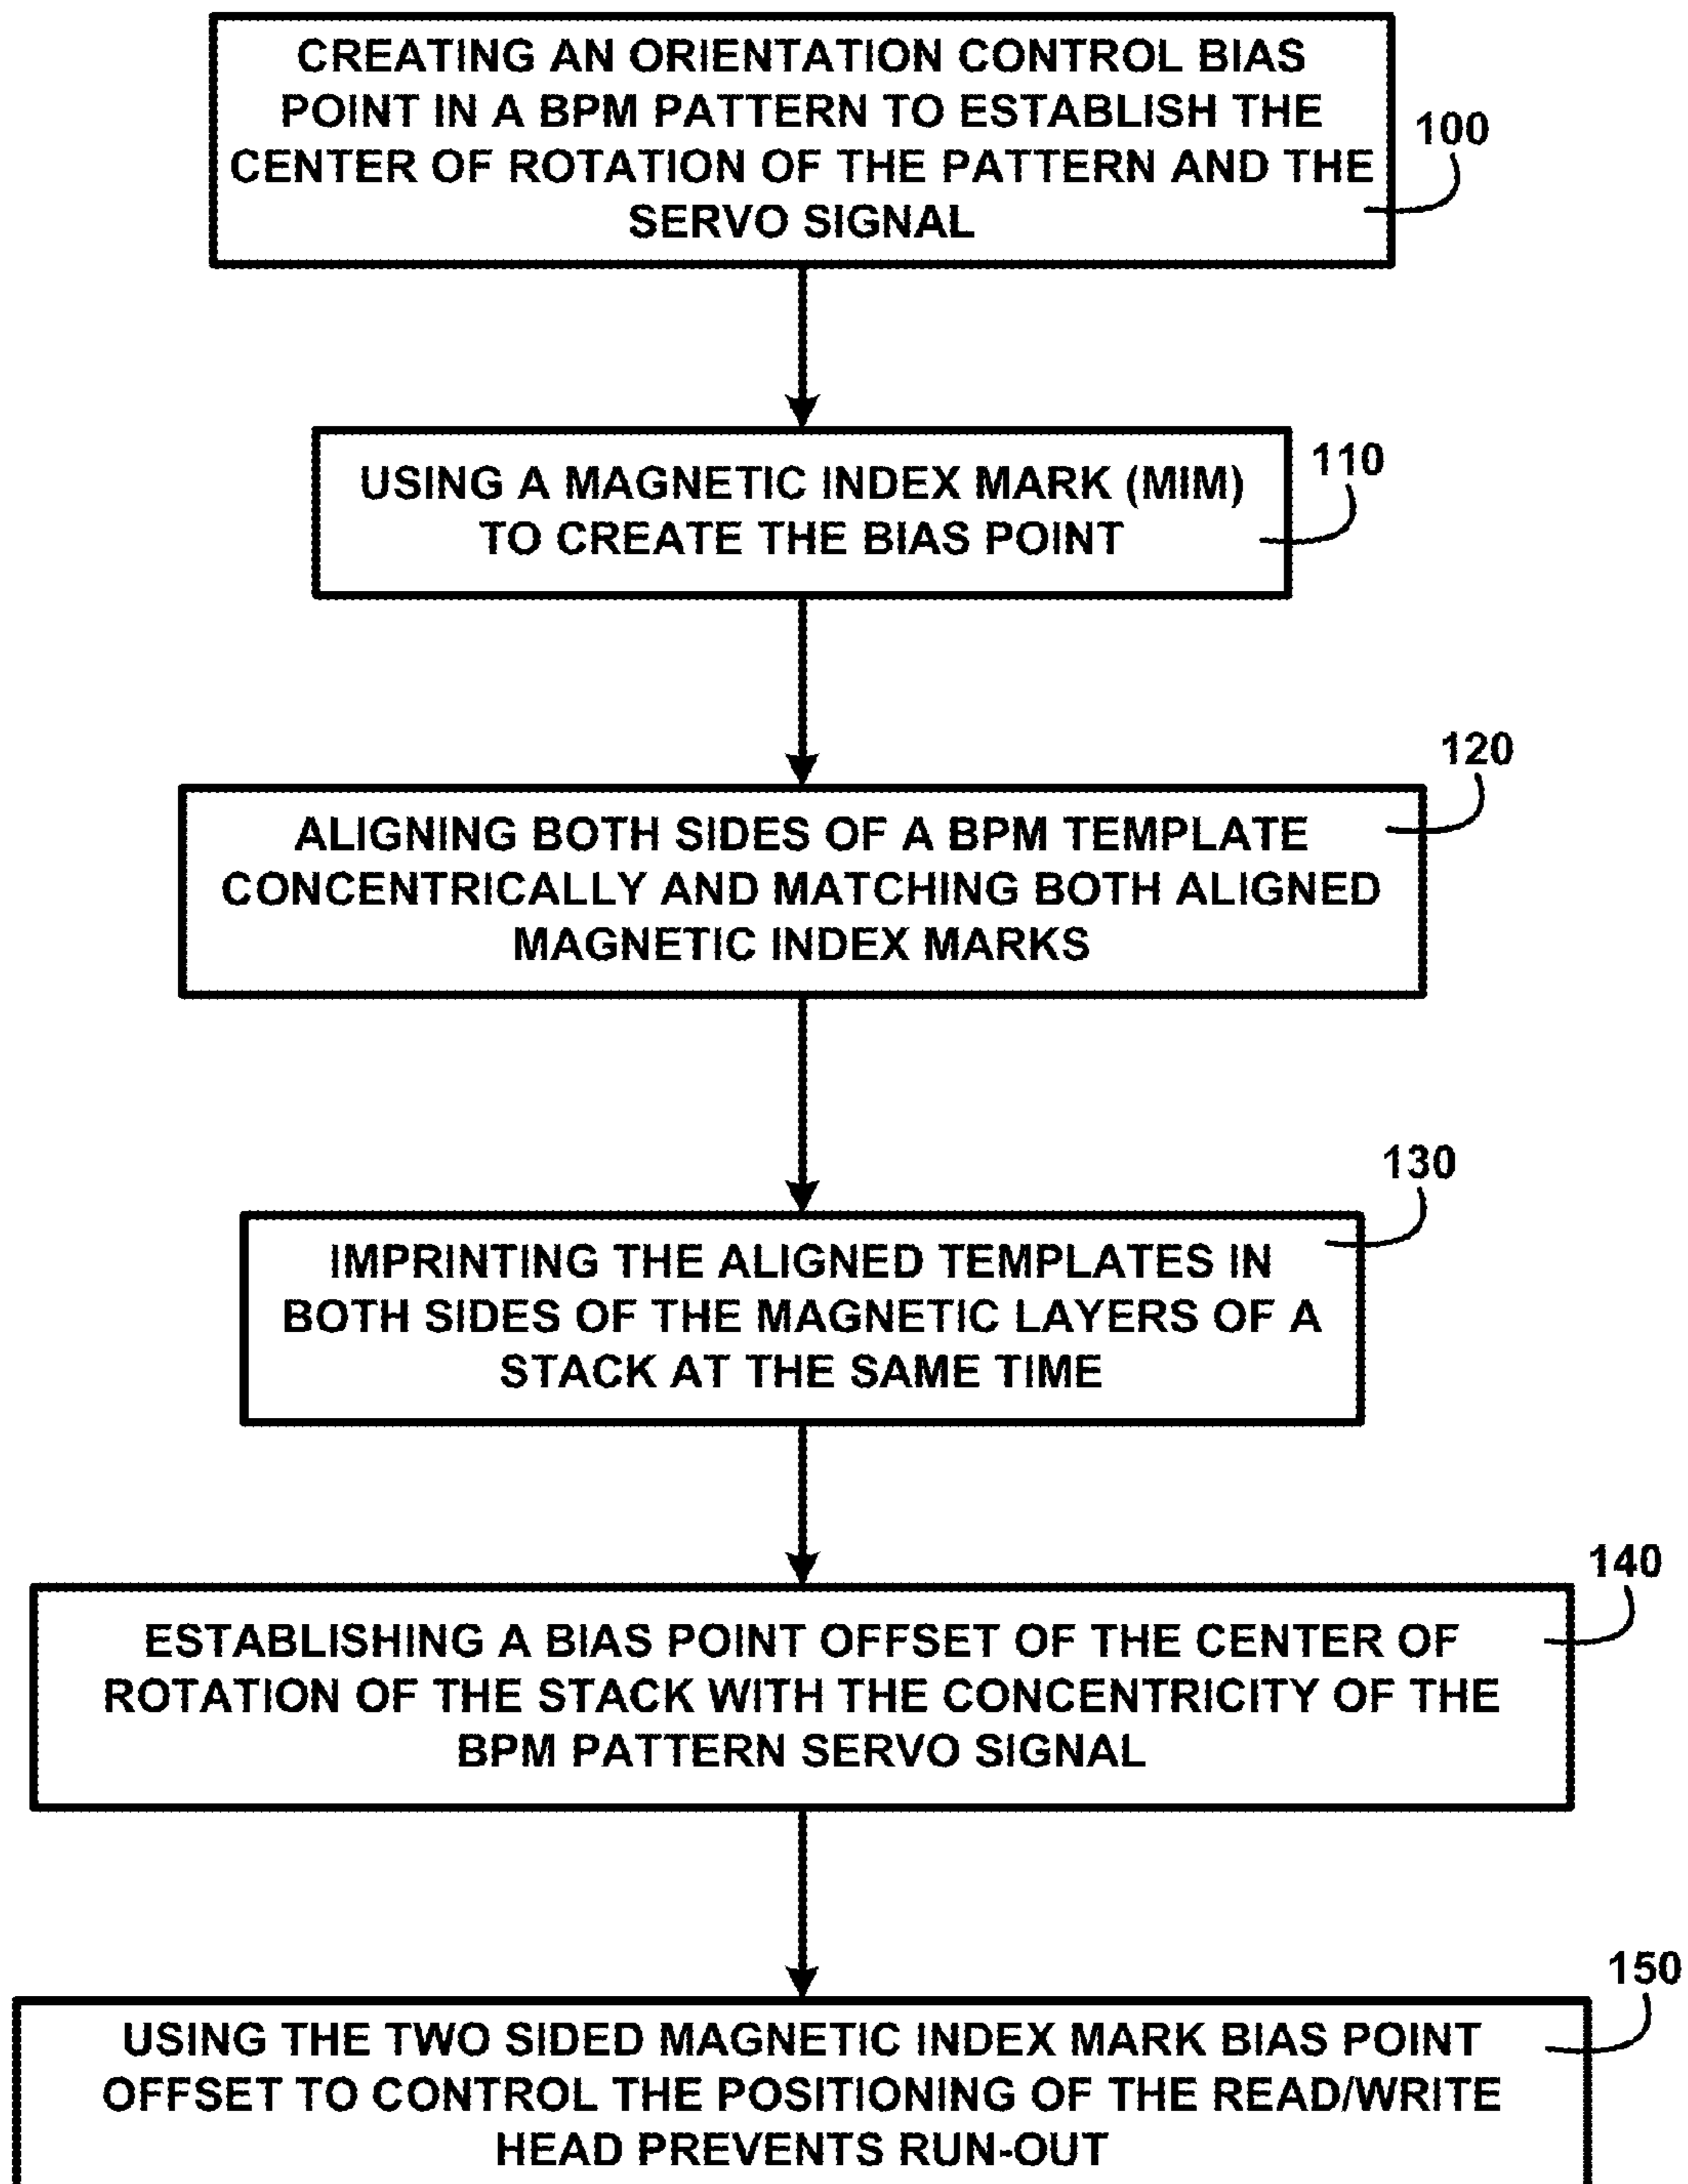 CREATING AN ORIENTATION CONTROL BIAS
POINT IN A BPM PATTERN TO ESTABLISH THE
CENTER OF ROTATION OF THE PATTERN AND THE
SERVO SIGNAL
100
USING A MAGNETIC INDEX MARK (MIM)
TO CREATE THE BIAS POINT
110
120
ALIGNING BOTH SIDES OF A BPM TEMPLATE
CONCENTRICALLY AND MATCHING BOTH ALIGNED
MAGNETIC INDEX MARKS
130
IMPRINTING THE ALIGNED TEMPLATES IN
BOTH SIDES OF THE MAGNETIC LAYERS OF A
STACK AT THE SAME TIME
140
ESTABLISHING A BIAS POINT OFFSET OF THE CENTER OF
ROTATION OF THE STACK WITH THE CONCENTRICITY OF THE
BPM PATTERN SERVO SIGNAL
150
USING THE TWO SIDED MAGNETIC INDEX MARK BIAS POINT
OFFSET TO CONTROL THE POSITIONING OF THE READ/WRITE
HEAD PREVENTS RUN-OUT